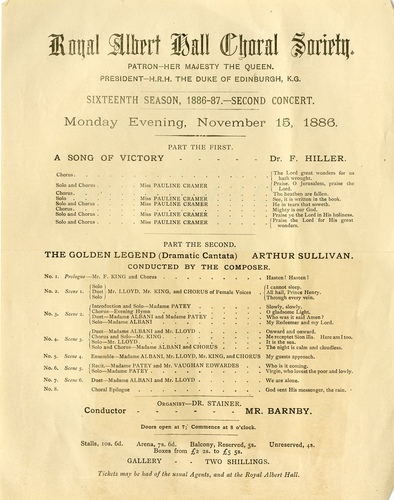 Royal Albert Hall Choral Society.
PATRON—HER MAJESTY THE QUEEN.
PRESIDENT—H.R.H. THE DUKE OF EDINBURGH, K.G.
SIXTEENTH SEASON, 1886-87.—SECOND CONCERT.
Monday Evening, November 15, 1886.
PART THE FIRST.
A SONG OF VICTORY - - - - - Dr. F. HILLER.
Chorus. The Lord great wonders for us hath wrought.
Solo and Chorus Miss PAULINE CRAMER Praise, O Jerusalem, praise the Lord.
Chorus. The heathen are fallen.
Solo and Chorus Miss PAULINE CRAMER See, it is written in the book.
Solo Miss PAULINE CRAMER He in tears that soweth.
Chorus. Mighty is our God.
Solo and Chorus Miss PAULINE CRAMER Praise ye the Lord in His holiness.
Solo and Chorus Miss PAULINE CRAMER Praise the Lord for His great wonders.
PART THE SECOND.
THE GOLDEN LEGEND (Dramatic Cantata) ARTHUR SULLIVAN.
CONDUCTED BY THE COMPOSER.
No. 1. Prologue—Mr. F. KING and Chorus Hasten! Hasten!
No. 2. Scene 1. Solo I cannot sleep.
Duet Mr. LLOYD, Mr. KING, and CHORUS of Female Voices All hail, Prince Henry.
Solo Through every vein.
No. 3. Scene 2. Introduction and Solo—Madame PATEY Slowly, slowly.
Chorus—Evening Hymn O gladsome Light.
Duet—Madame ALBANI and Madame PATEY Who was it said Amen?
Solo—Madame ALBANI My Redeemer and my Lord.
No. 4. Scene 3. Duet—Madame ALBANI and Mr. LLOYD Onward and onward.
Chorus and Solo—Mr. KING Me receptet Sion illa. Here am I too.
Solo—Mr. LLOYD It is the sea.
Solo and Chorus—Madame ALBANI and CHORUS The night is calm and cloudless.
No. 5. Scene 4. Ensemble—Madame ALBANI, Mr. LLOYD, Mr. KING, and CHORUS My guests approach.
No. 6. Scene 5. Recit.—Madame PATEY and Mr. VAUGHAN EDWARDES Who is it coming.
Solo—Madame PATEY Virgin, who lovest the poor and lowly.
No. 7. Scene 6. Duet—Madame ALBANI and Mr. LLOYD We are alone.
No. 8. Choral Epilogue God sent His messenger, the rain.
ORGANIST—DR. STAINER.
Conductor - - - - - MR. BARNBY.
Doors open at 7; Commence at 8 o'clock.
Stalls, 10s. 6d. Arena, 7s. 6d. Balcony, Reserved, 5s. Unreserved, 4s.
Boxes from £2 2s. to £5 5s.
GALLERY - - TWO SHILLINGS.
Tickets may be had of the usual Agents, and at the Royal Albert Hall.